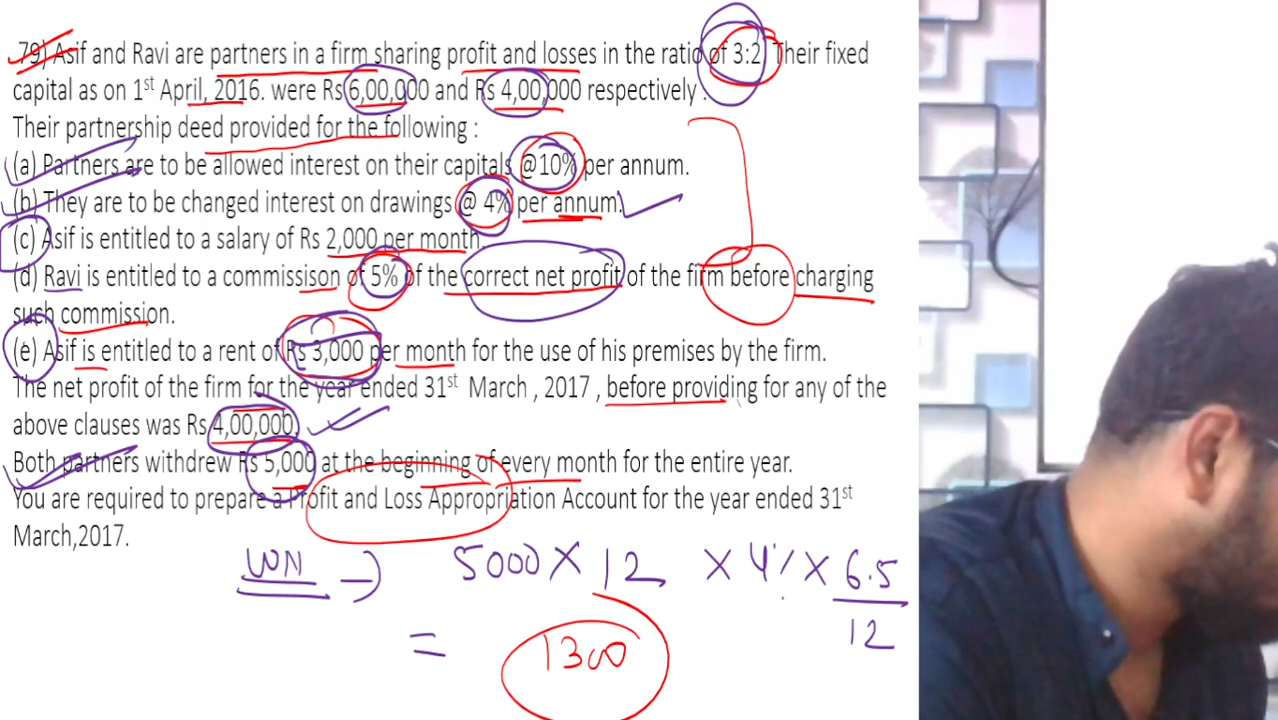 79) Asif and Ravi are partners in a firm sharing profit and losses in the ratio of 3:2. Their fixed
capital as on 1st April, 2016. were Rs 6,00,000 and Rs 4,00,000 respectively .
Their partnership deed provided for the following :
(a) Partners are to be allowed interest on their capitals @10% per annum.
(b) They are to be changed interest on drawings @ 4% per annum.
(c) Asif is entitled to a salary of Rs 2,000 per month.
(d) Ravi is entitled to a commissison of 5% of the correct net profit of the firm before charging
such commission.
(e) Asif is entitled to a rent of Rs 3,000 per month for the use of his premises by the firm.
The net profit of the firm for the year ended 31st March , 2017 , before providing for any of the
above clauses was Rs 4,00,000.
Both partners withdrew Rs 5,000 at the beginning of every month for the entire year.
You are required to prepare a Profit and Loss Appropriation Account for the year ended 31st
March,2017.
WN → 5000 X 12 X 4% X 6.5
12
= 1300